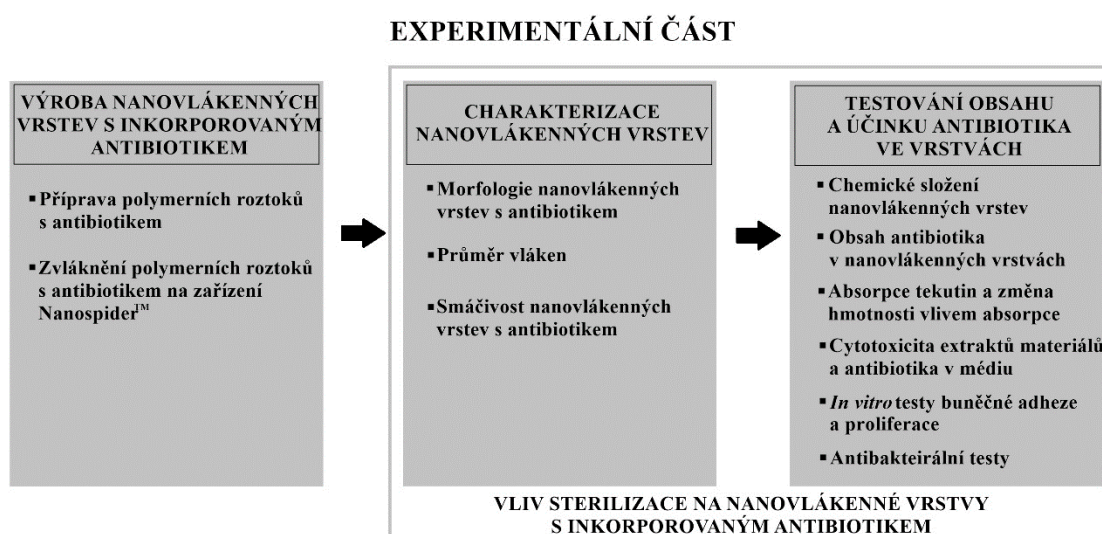 EXPERIMENTÁLNÍ ČÁST
VÝROBA NANOVLÁKENNÝCH
VRSTEV S INKORPOROVANÝM
ANTIBIOTIKEM
▪ Příprava polymerních roztoků
s antibiotikem
▪ Zvláknění polymerních roztoků
s antibiotikem na zařízení
Nanospider™
CHARAKTERIZACE
NANOVLÁKENNÝCH VRSTEV
▪ Morfologie nanovlákenných
vrstev s antibiotikem
▪ Průměr vláken
▪ Smáčivost nanovlákenných
vrstev s antibiotikem
TESTOVÁNÍ OBSAHU
A ÚČINKU ANTIBIOTIKA
VE VRSTVÁCH
▪ Chemické složení
nanovlákenných vrstev
▪ Obsah antibiotika
v nanovlákenných vrstvách
▪ Absorpce tekutin a změna
hmotnosti vlivem absorpce
▪ Cytotoxicita extraktů materiálů
a antibiotika v médiu
▪ In vitro testy buněčné adheze
a proliferace
▪ Antibakteirální testy
VLIV STERILIZACE NA NANOVLÁKENNÉ VRSTVY
S INKORPOROVANÝM ANTIBIOTIKEM